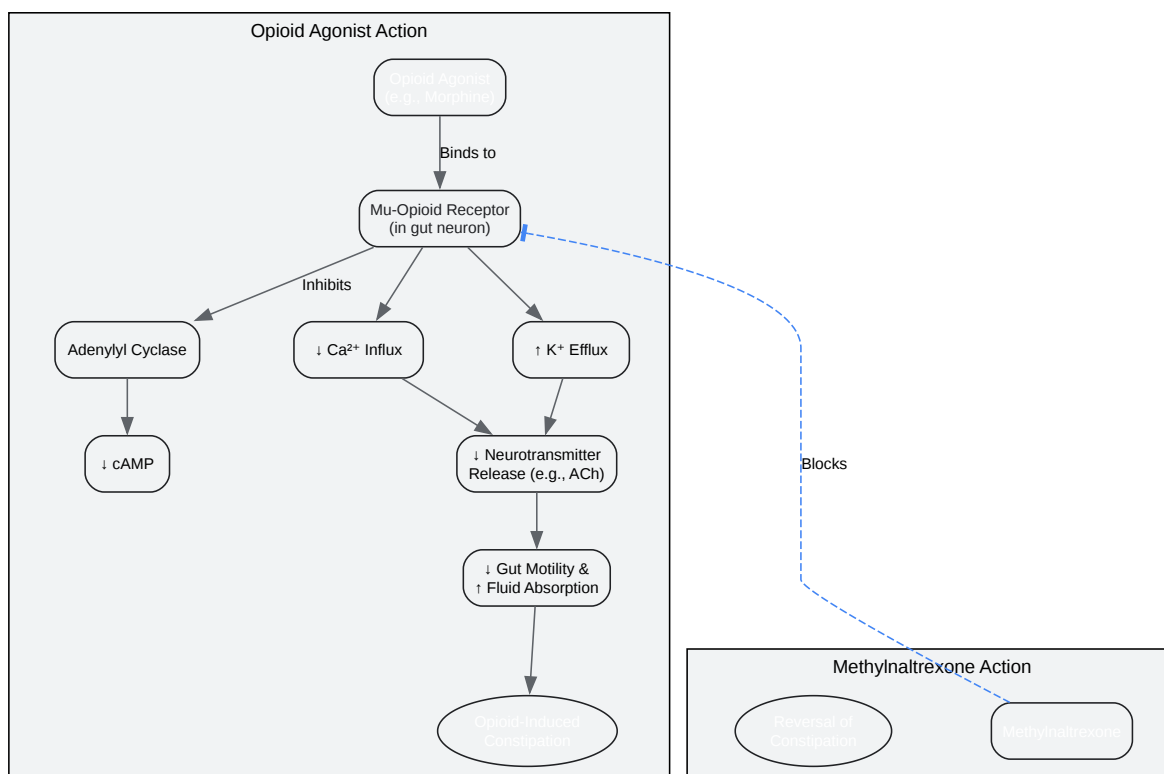 Opioid Agonist Action
Opioid Agonist
(e.g., Morphine)
Binds to
Mu-Opioid Receptor
(in gut neuron)
Inhibits
Adenylyl Cyclase
↓ Ca²⁺ Influx
↑ K⁺ Efflux
↓ cAMP
↓ Neurotransmitter
Release (e.g., ACh)
Blocks
↓ Gut Motility &
↑ Fluid Absorption
Opioid-Induced
Constipation
Methylnaltrexone Action
Reversal of
Constipation
Methylnaltrexone